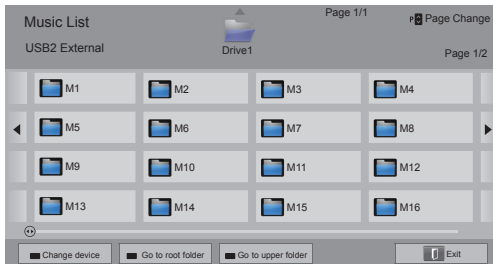 Music List
Page 1/1
P Page Change
USB2 External
Drive1
Page 1/2
M1 M2 M3 M4
M5 M6 M7 M8
M9 M10 M11 M12
M13 M14 M15 M16
Change device Go to root folder Go to upper folder Exit